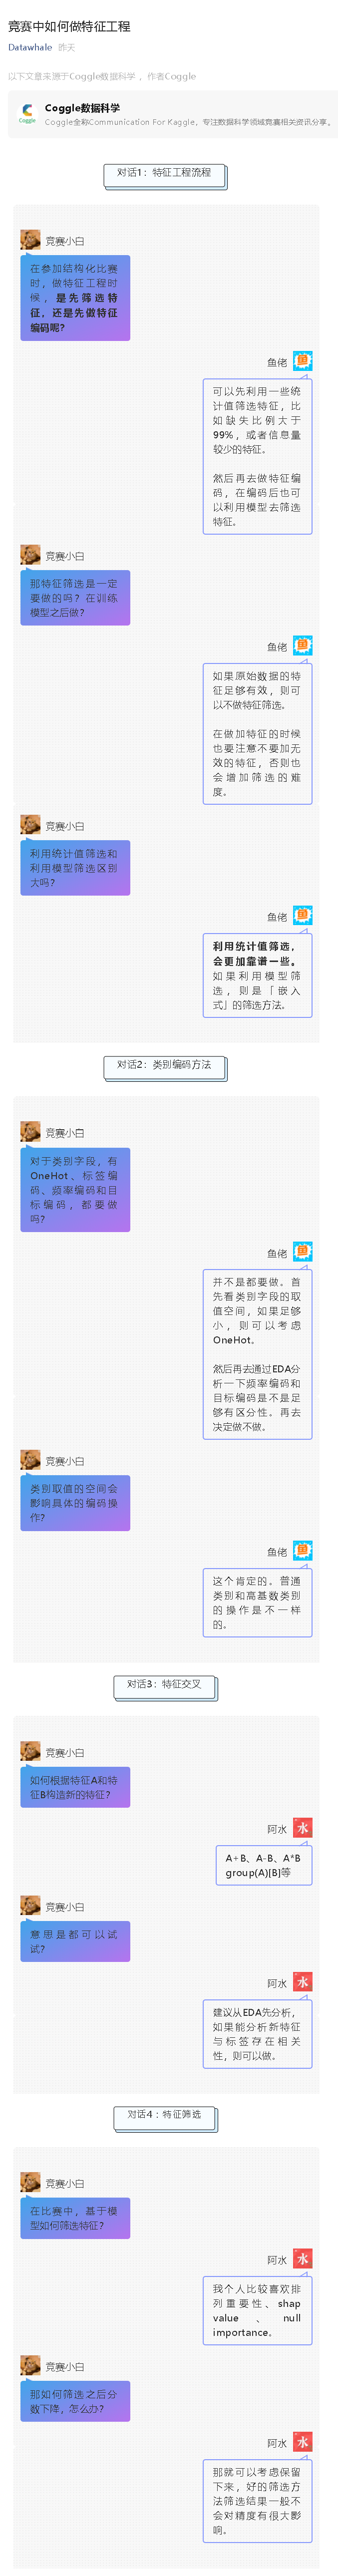 竞赛中如何做特征工程
Datawhale 昨天
以下文章来源于Coggle数据科学 ，作者Coggle
Coggle数据科学
Coggle全称Communication For Kaggle，专注数据科学领域竞赛相关资讯分享。
对话1：特征工程流程
竞赛小白
在参加结构化比赛
时，做特征工程时
候，是先筛选特
征，还是先做特征
编码呢?
鱼佬
可以先利用一些统
计值筛选特征，比
如缺失比例大于
99%，或者信息量
较少的特征。
然后再去做特征编
码，在编码后也可
以利用模型去筛选
特征。
竞赛小白
那特征筛选是一定
要做的吗？在训练
模型之后做?
鱼佬
如果原始数据的特
征足够有效，则可
以不做特征筛选。
在做加特征的时候
也要注意不要加无
效的特征，否则也
会增加筛选的难
度。
竞赛小白
利用统计值筛选和
利用模型筛选区别
大吗?
鱼佬
利用统计值筛选，
会更加靠谱一些。
如果利用模型筛
选，则是「嵌入
式」的筛选方法。
对话2：类别编码方法
竞赛小白
对于类别字段，有
OneHot、标签编
码、频率编码和目
标编码，都要做
吗?
鱼佬
并不是都要做。首
先看类别字段的取
值空间，如果足够
小，则可以考虑
OneHot。
然后再去通过EDA分
析一下频率编码和
目标编码是不是足
够有区分性。再去
决定做不做。
竞赛小白
类别取值的空间会
影响具体的编码操
作?
鱼佬
这个肯定的。普通
类别和高基数类别
的操作是不一样
的。
对话3：特征交叉
竞赛小白
如何根据特征A和特
征B构造新的特征?
阿水
A+B、A-B、A*B
group(A)[B]等
竞赛小白
意思是都可以试
试?
阿水
建议从EDA先分析，
如果能分析新特征
与标签存在相关
性，则可以做。
对话4：特征筛选
竞赛小白
在比赛中，基于模
型如何筛选特征?
阿水
我个人比较喜欢排
列重要性、shap
value、null
importance。
竞赛小白
那如何筛选之后分
数下降，怎么办?
阿水
那就可以考虑保留
下来，好的筛选方
法筛选结果一般不
会对精度有很大影
响。